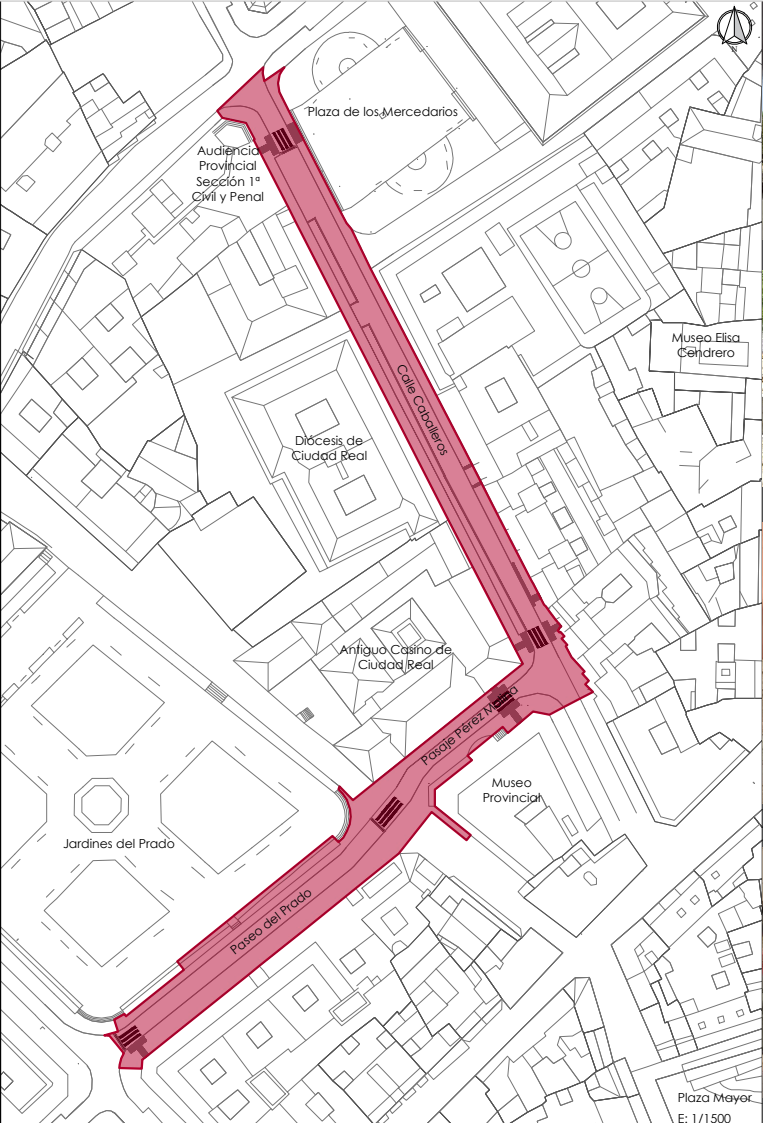 N
Plaza de los Mercedarios
Audiencia
Provincial
Sección 1ª
Civil y Penal
Museo Elisa
Cendrero
Calle Caballeros
Diócesis de
Ciudad Real
Antiguo Casino de
Ciudad Real
Pasaje Pérez
Museo
Provincial
Jardines del Prado
Paseo del Prado
Plaza Mayor
E: 1/1500